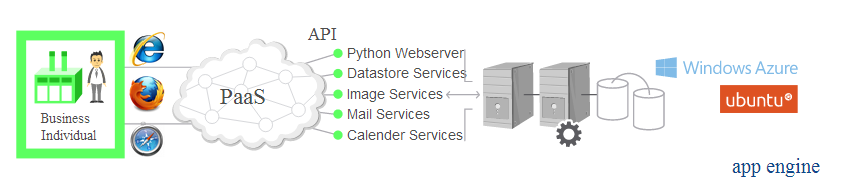 Business
Individual
PaaS
API
Python Webserver
Datastore Services
Image Services
Mail Services
Calender Services
Windows Azure
ubuntu®
app engine